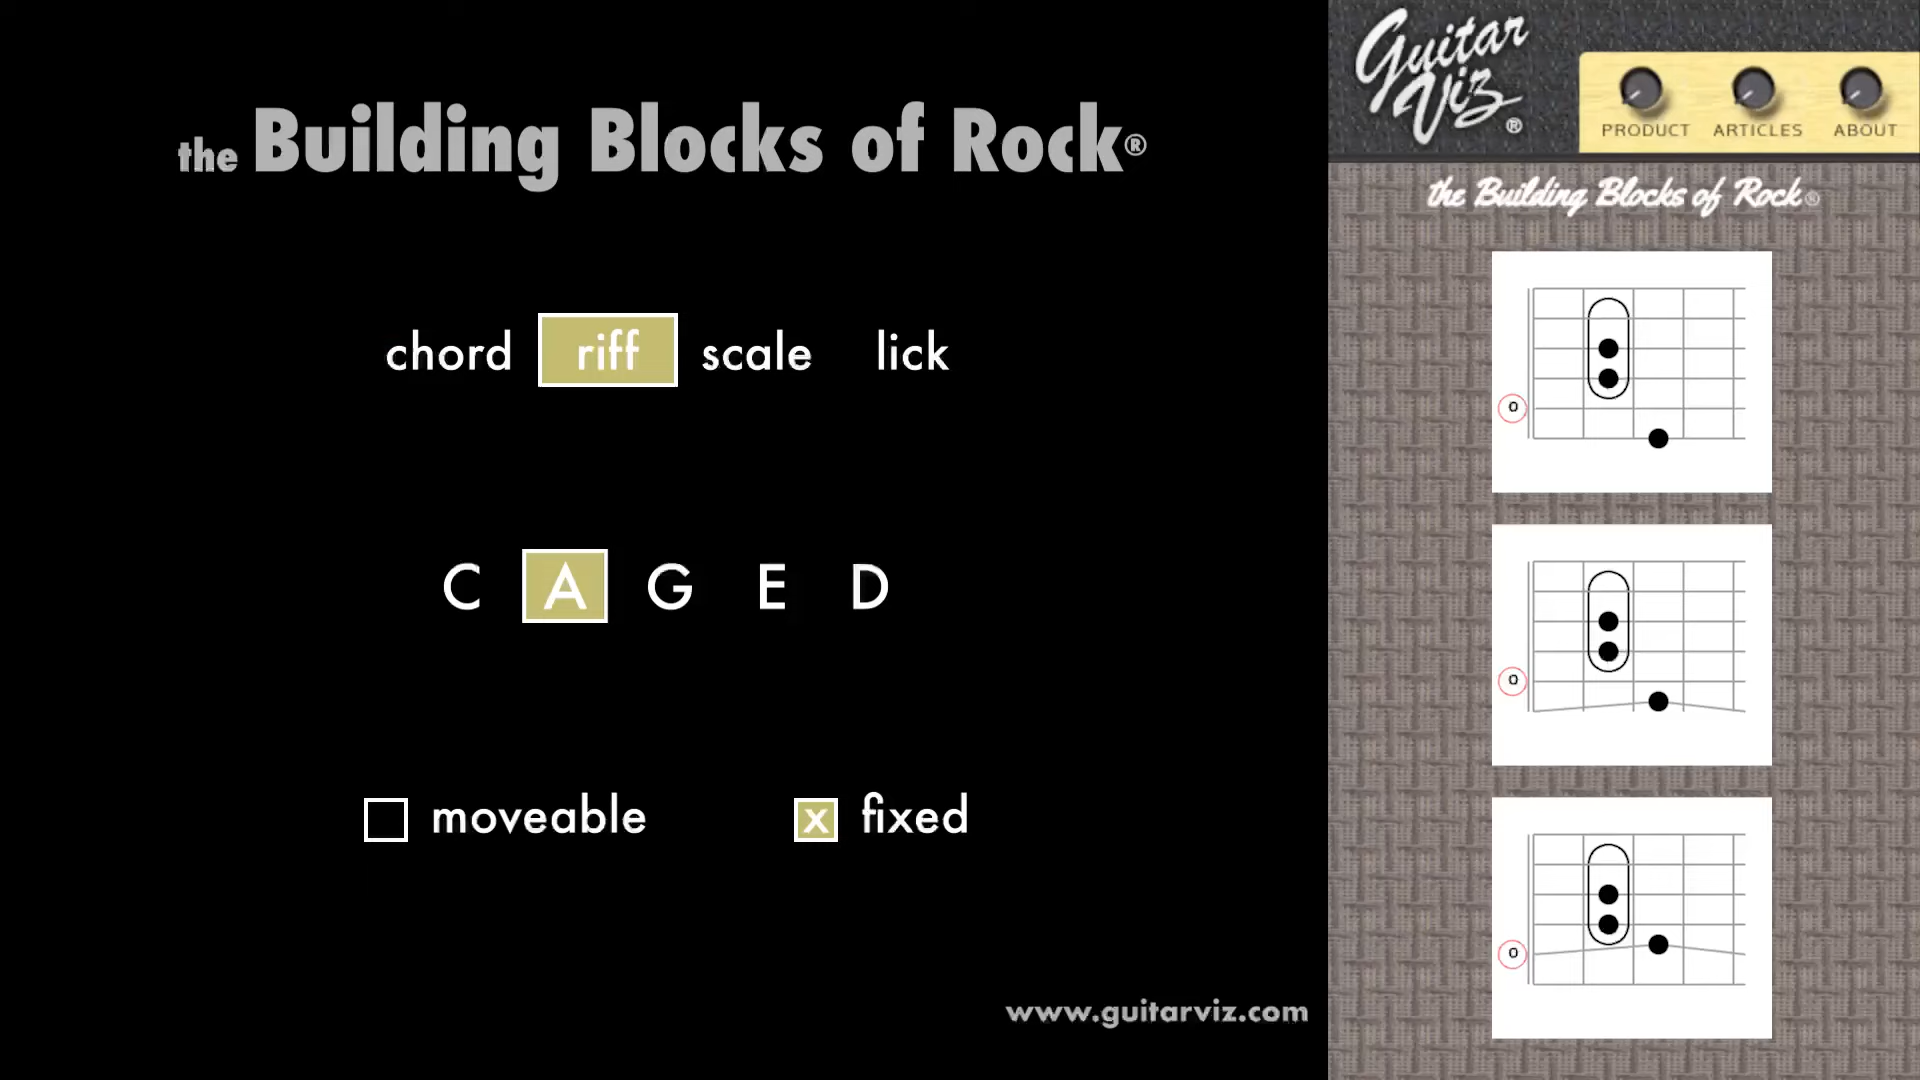 the Building Blocks of Rock®
chord riff scale lick
C A G E D
x
moveable fixed
www.guitarviz.com
Guitar
Viz ®
PRODUCT ARTICLES ABOUT
the Building Blocks of Rock®
0
0
0